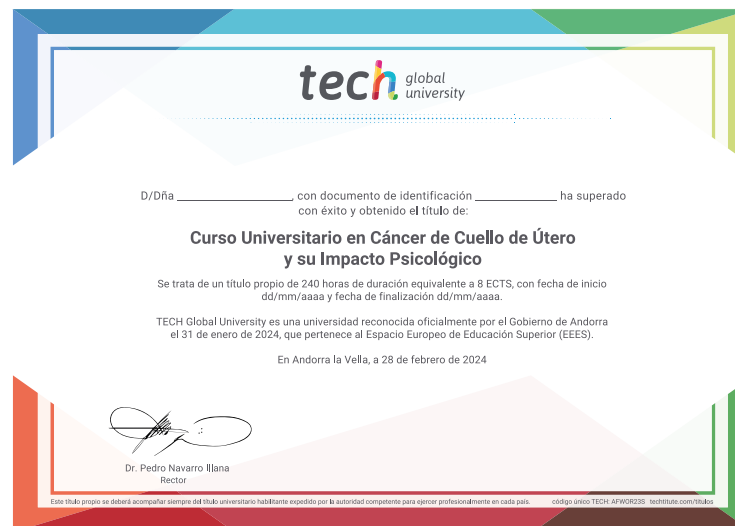 tech global university
D/Dña ______________, con documento de identificación __________ ha superado
con éxito y obtenido el título de:
Curso Universitario en Cáncer de Cuello de Útero
y su Impacto Psicológico
Se trata de un título propio de 240 horas de duración equivalente a 8 ECTS, con fecha de inicio
dd/mm/aaaa y fecha de finalización dd/mm/aaaa.
TECH Global University es una universidad reconocida oficialmente por el Gobierno de Andorra
el 31 de enero de 2024, que pertenece al Espacio Europeo de Educación Superior (EEES).
En Andorra la Vella, a 28 de febrero de 2024
Dr. Pedro Navarro Illana
Rector
Este título propio se deberá acompañar siempre del título universitario habilitante expedido por la autoridad competente para ejercer profesionalmente en cada país. código único TECH: AFWOR23S techtitute.com/titulos